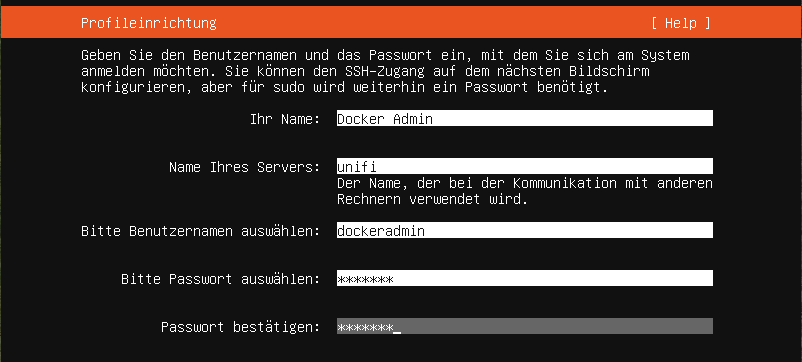 Profileinrichtung [ Help ]
Geben Sie den Benutzernamen und das Passwort ein, mit dem Sie sich am System
anmelden möchten. Sie können den SSH-Zugang auf dem nächsten Bildschirm
konfigurieren, aber für sudo wird weiterhin ein Passwort benötigt.
Ihr Name: Docker Admin
Name Ihres Servers: unifi
Der Name, der bei der Kommunikation mit anderen
Rechnern verwendet wird.
Bitte Benutzernamen auswählen: dockeradmin
Bitte Passwort auswählen: *******
Passwort bestätigen: *******_